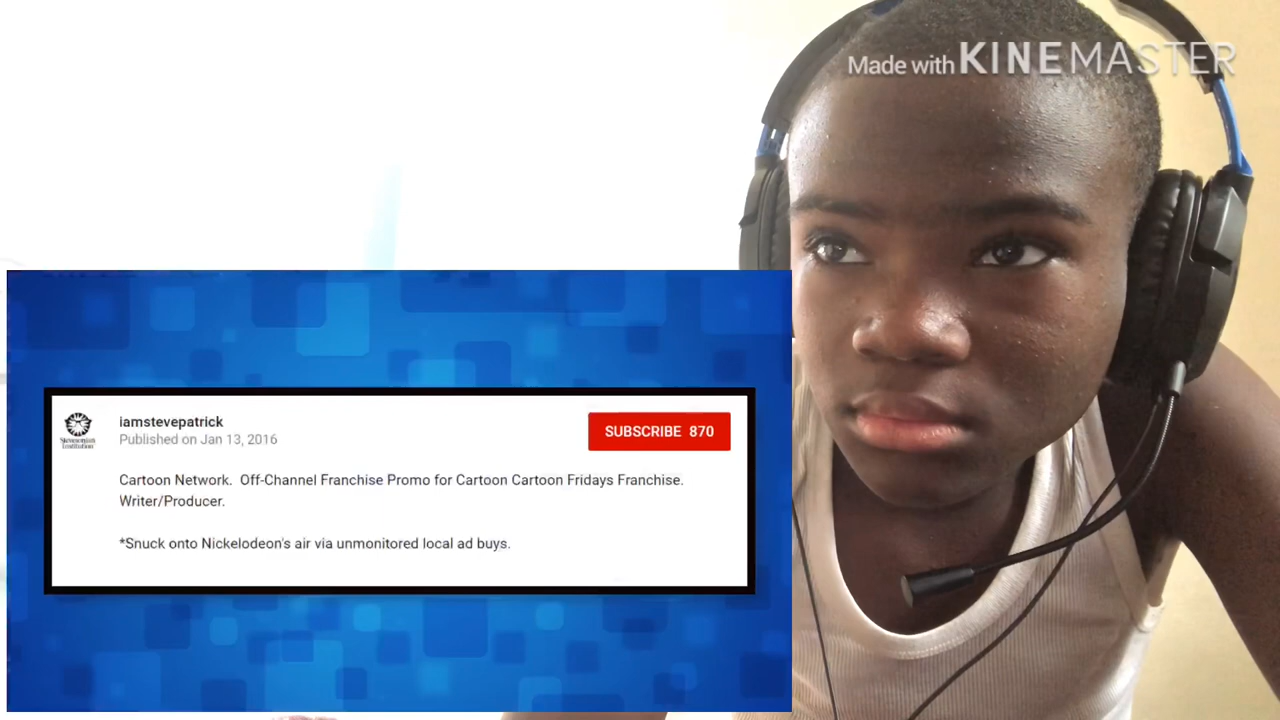 Made with KINEMASTER
iamstevepatrick
Published on Jan 13, 2016
SUBSCRIBE 870
Cartoon Network. Off-Channel Franchise Promo for Cartoon Cartoon Fridays Franchise.
Writer/Producer.
*Snuck onto Nickelodeon's air via unmonitored local ad buys.